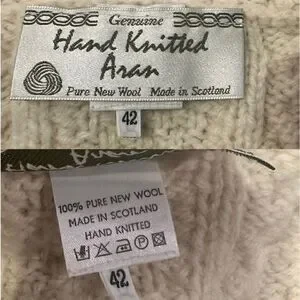 Genuine
Hand Knitted
Aran
Pure New Wool Made in Scotland
42
100% PURE NEW WOOL
MADE IN SCOTLAND
HAND KNITTED
P
42